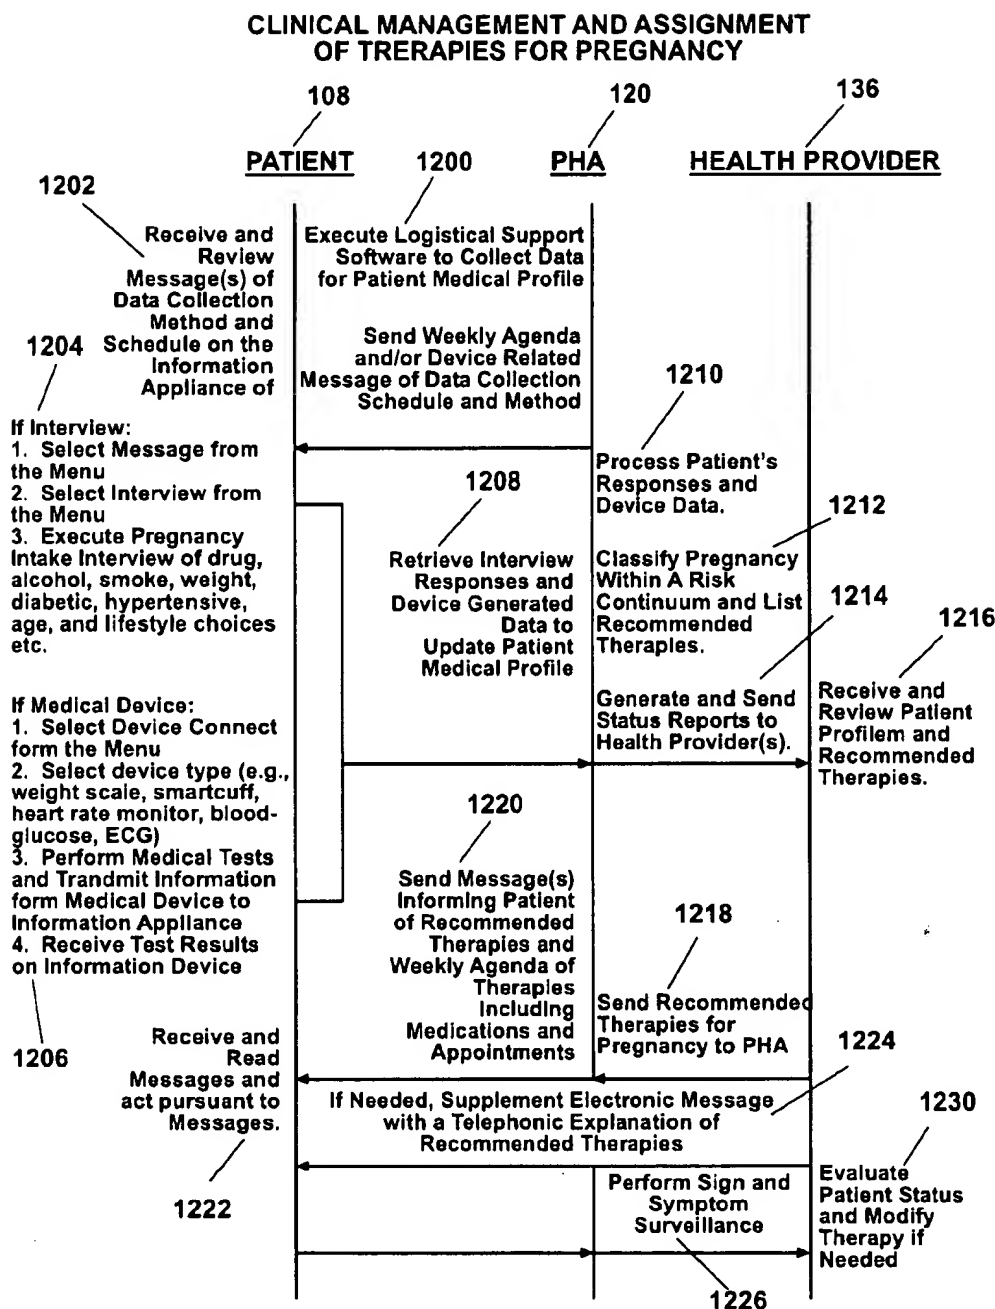 CLINICAL MANAGEMENT AND ASSIGNMENT
OF TRERAPIES FOR PREGNANCY
108
120
136
PATIENT
PHA
HEALTH PROVIDER
1200
1202
Receive and
Review
Message(s) of
Data Collection
Method and
Schedule on the
Information
Appliance of
Execute Logistical Support
Software to Collect Data
for Patient Medical Profile
Send Weekly Agenda
and/or Device Related
Message of Data Collection
Schedule and Method
1204
If Interview:
1. Select Message from
the Menu
2. Select Interview from
the Menu
3. Execute Pregnancy
Intake Interview of drug,
alcohol, smoke, weight,
diabetic, hypertensive,
age, and lifestyle choices
etc.
1208
Retrieve Interview
Responses and
Device Generated
Data to
Update Patient
Medical Profile
1210
Process Patient's
Responses and
Device Data.
1212
Classify Pregnancy
Within A Risk
Continuum and List
Recommended
Therapies.
1214
Generate and Send
Status Reports to
Health Provider(s).
1216
Receive and
Review Patient
Profilem and
Recommended
Therapies.
If Medical Device:
1. Select Device Connect
form the Menu
2. Select device type (e.g.,
weight scale, smartcuff,
heart rate monitor, blood-
glucose, ECG)
3. Perform Medical Tests
and Trandmit Information
form Medical Device to
Information Appliance
4. Receive Test Results
on Information Device
1206
1220
Send Message(s)
Informing Patient
of Recommended
Therapies and
Weekly Agenda of
Therapies
Including
Medications and
Appointments
1218
Send Recommended
Therapies for
Pregnancy to PHA
Receive and
Read
Messages and
act pursuant to
Messages.
1222
1224
If Needed, Supplement Electronic Message
with a Telephonic Explanation of
Recommended Therapies
1230
Evaluate
Patient Status
and Modify
Therapy if
Needed
Perform Sign and
Symptom
Surveillance
1226